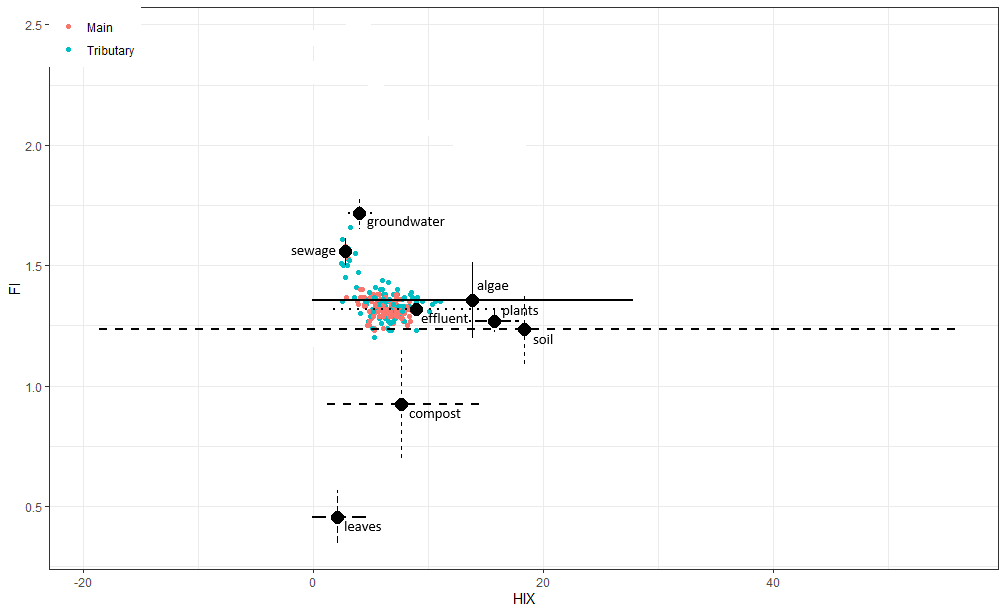 2.5
Main
Tributary
2.0
groundwater
sewage
1.5
algae
FI
plants
effluent
soil
1.0
compost
0.5
leaves
-20 0 20 40
HIX